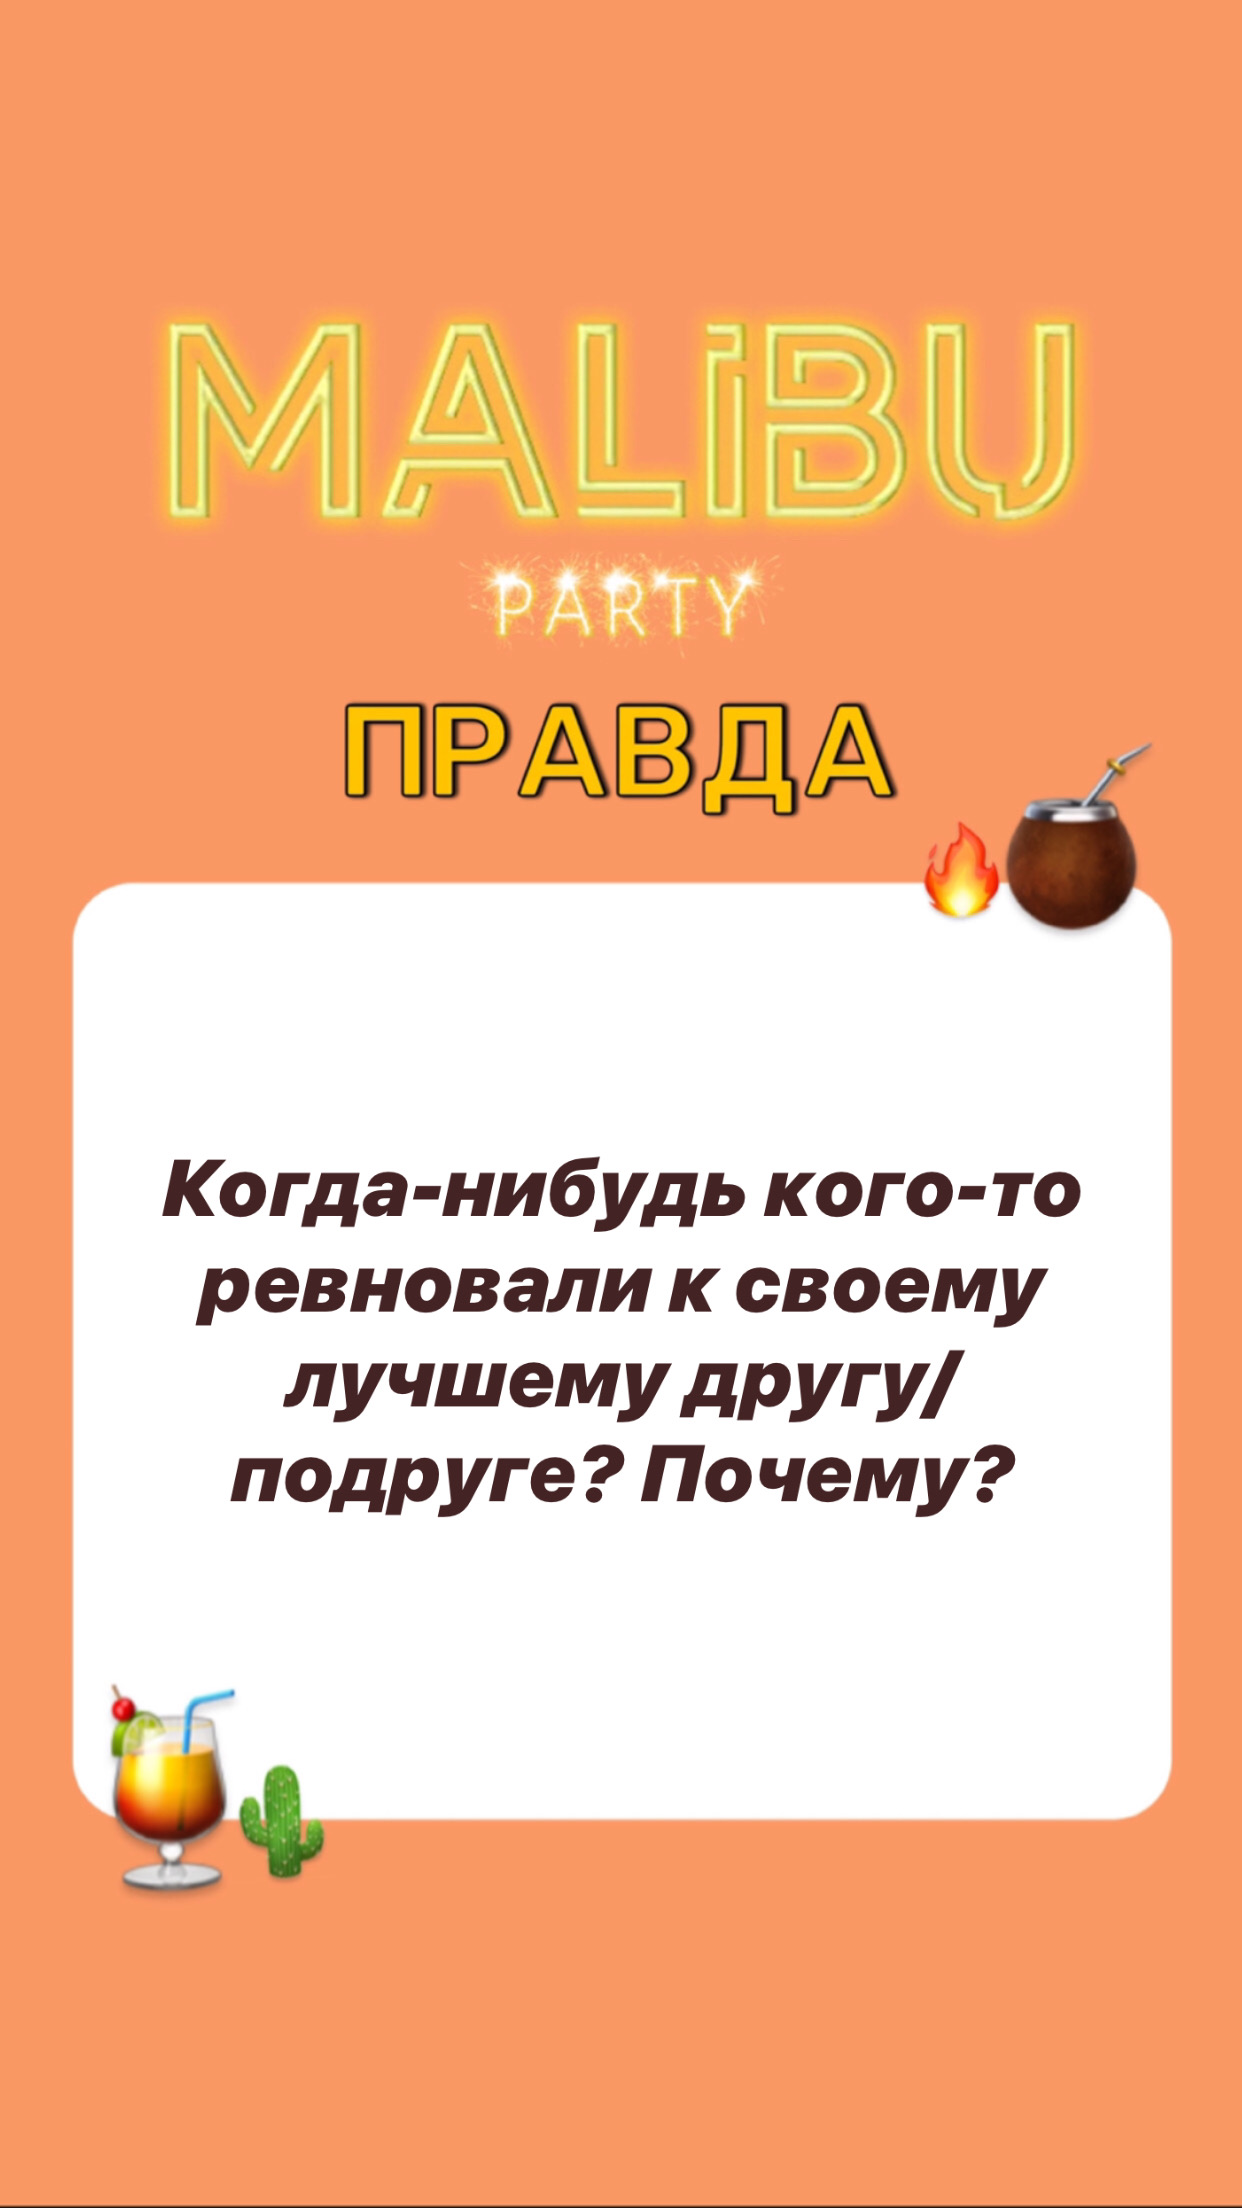 MALiBU
PARTY
ПРАВДА
Когда-нибудь кого-то
ревновали к своему
лучшему другу/
подруге? Почему?